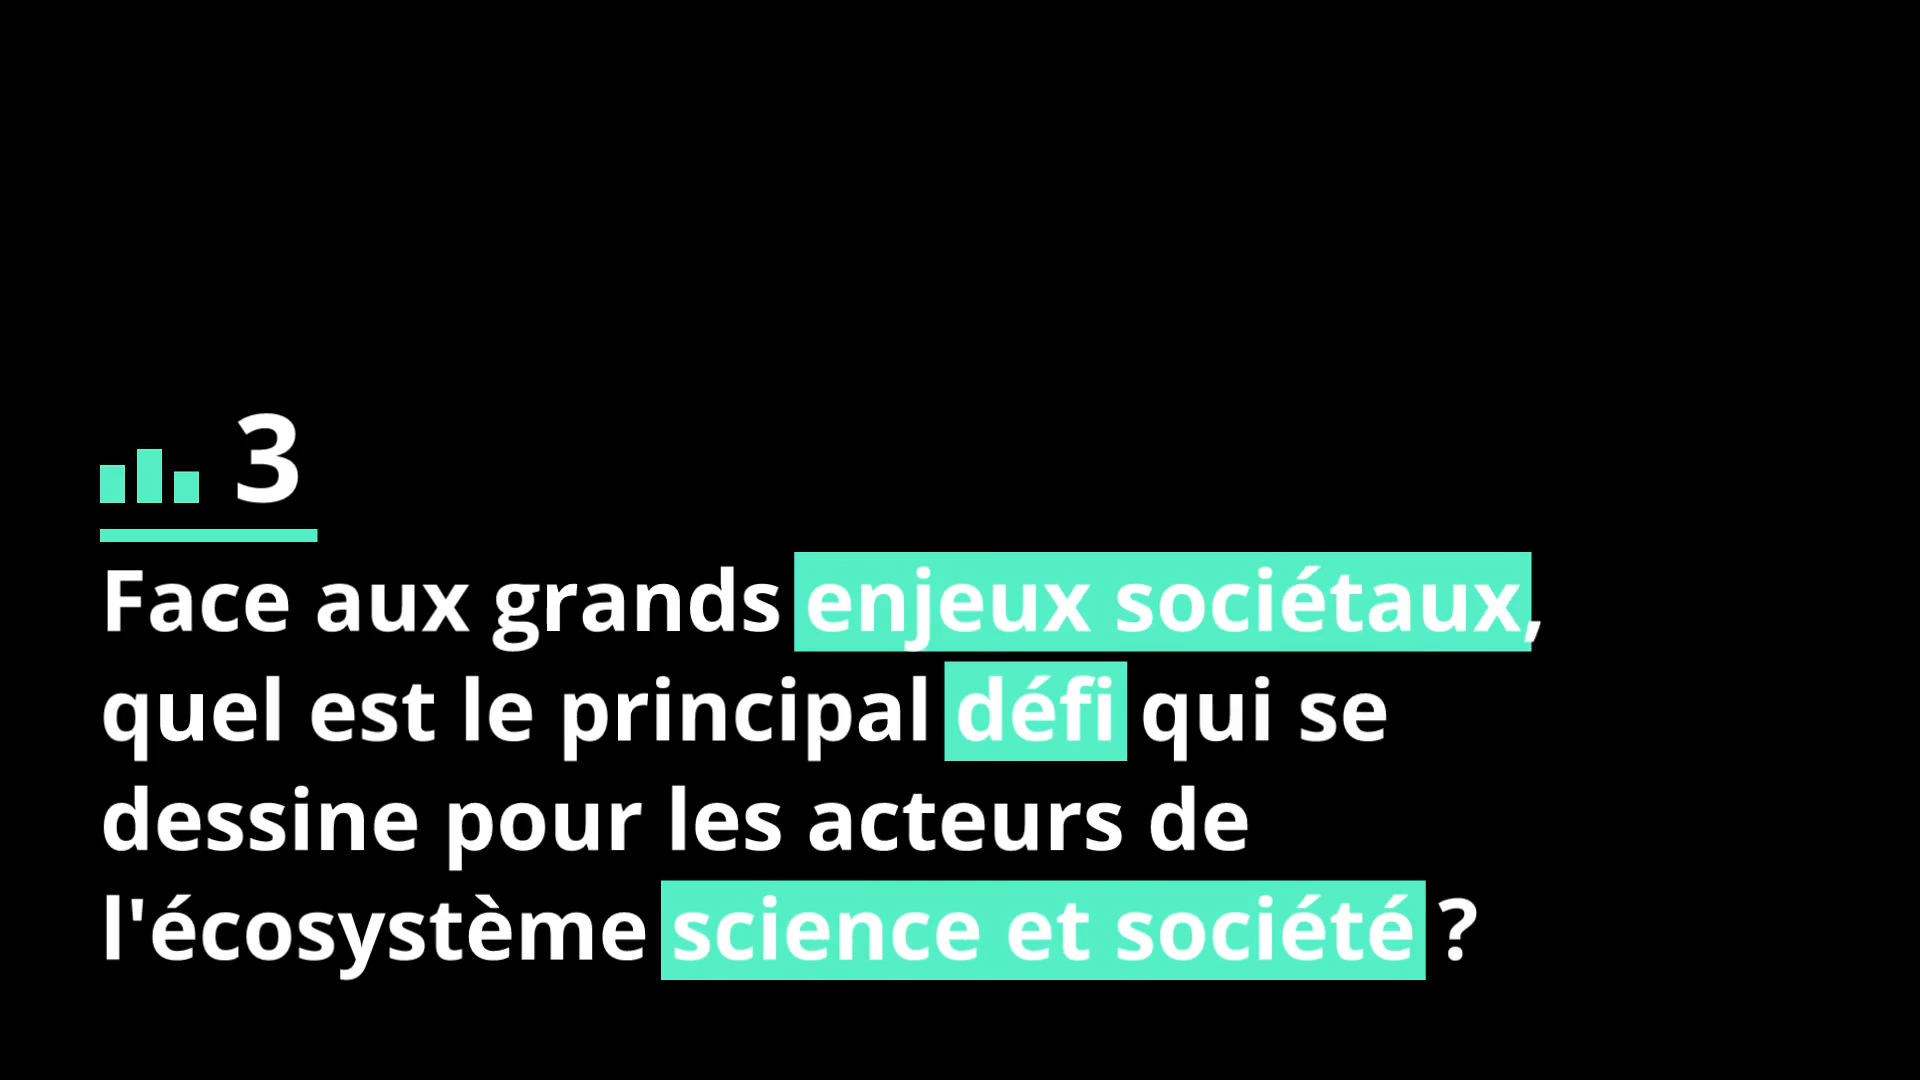 3
Face aux grands enjeux sociétaux,
quel est le principal défi qui se
dessine pour les acteurs de
l'écosystème science et société ?